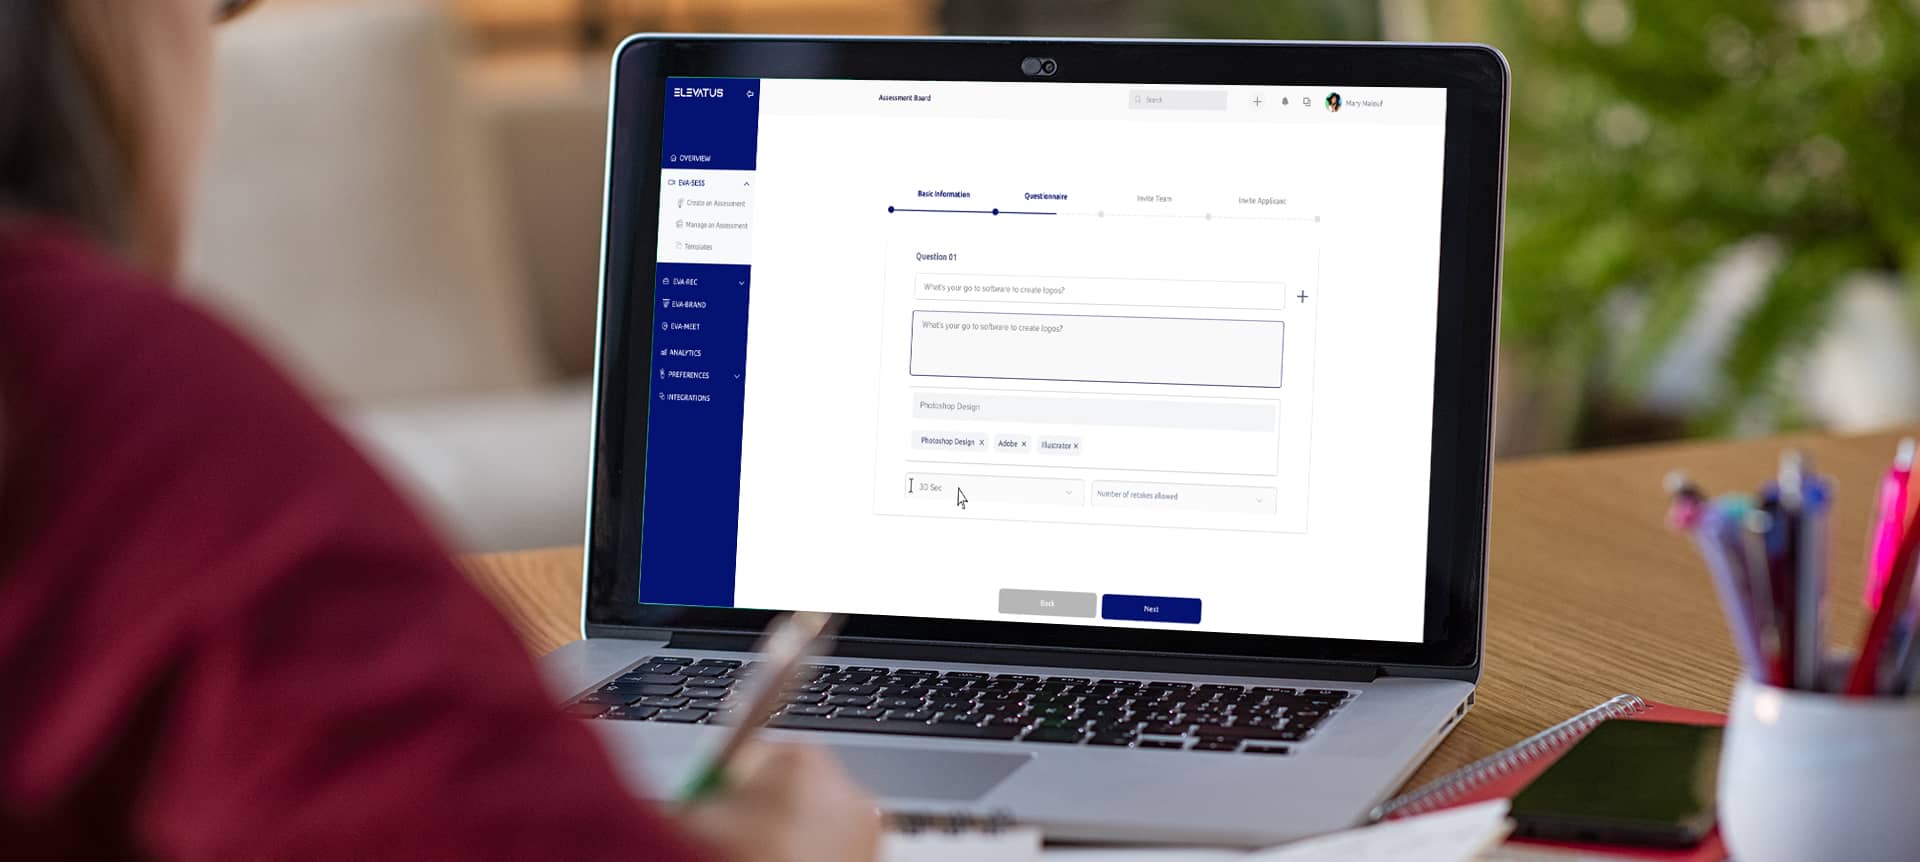 ELEVATUS
Assessment Board
Search
Mary Malouf
OVERVIEW
EVA-SESS
Create an Assessment
Manage an Assessment
Templates
EVA-REC
EVA-BRAND
EVA-MEET
ANALYTICS
PREFERENCES
INTEGRATIONS
Basic Information
Questionnaire
Invite Team
Invite Applicant
Question 01
What's your go to software to create logos?
What's your go to software to create logos?
Photoshop Design
Photoshop Design X Adobe X Illustrator X
30 Sec
Number of retakes allowed
Back
Next